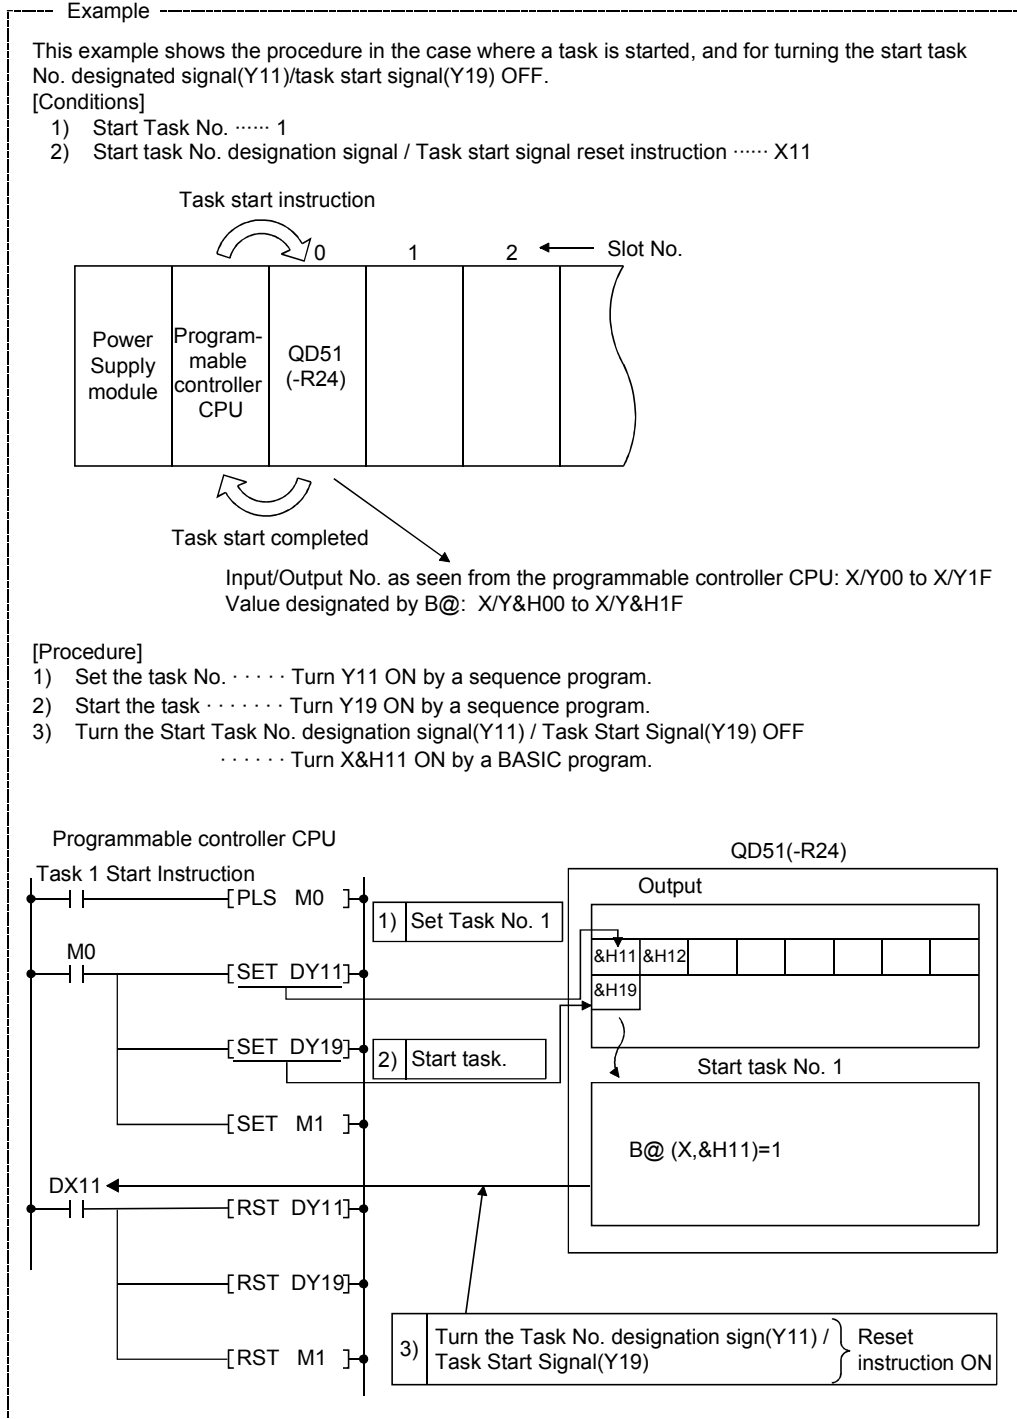 Example
This example shows the procedure in the case where a task is started, and for turning the start task
No. designated signal(Y11)/task start signal(Y19) OFF.
[Conditions]
1) Start Task No. ······ 1
2) Start task No. designation signal / Task start signal reset instruction ······ X11
Task start instruction
0 1 2 Slot No.
Power
Supply
module
Program-
mable
controller
CPU
QD51
(-R24)
Task start completed
Input/Output No. as seen from the programmable controller CPU: X/Y00 to X/Y1F
Value designated by B@: X/Y&H00 to X/Y&H1F
[Procedure]
1) Set the task No. · · · · · Turn Y11 ON by a sequence program.
2) Start the task · · · · · · · Turn Y19 ON by a sequence program.
3) Turn the Start Task No. designation signal(Y11) / Task Start Signal(Y19) OFF
· · · · · · Turn X&H11 ON by a BASIC program.
Programmable controller CPU
QD51(-R24)
Task 1 Start Instruction
[PLS M0 ]
1) Set Task No. 1
Output
M0
[SET DY11]
&H11 &H12
&H19
[SET DY19]
2) Start task.
Start task No. 1
[SET M1 ]
B@ (X,&H11)=1
DX11
[RST DY11]
[RST DY19]
[RST M1 ]
3) Turn the Task No. designation sign(Y11) /
Task Start Signal(Y19)
Reset
instruction ON